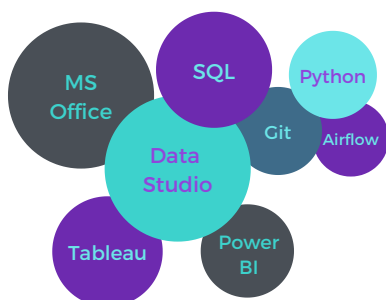 MS
Office
SQL
Python
Git
Airflow
Data
Studio
Tableau
Power
BI